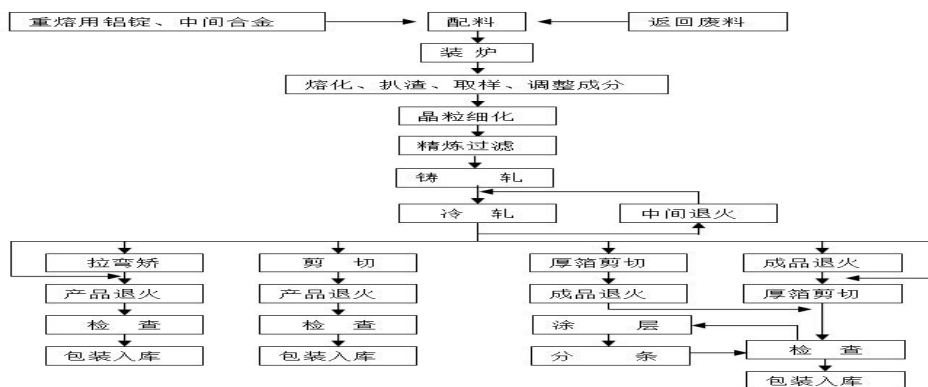 重熔用铝锭、中间合金
配料
返回废料
装 炉
熔化、扒渣、取样、调整成分
晶粒细化
精炼过滤
铸 轧
冷 轧
中间退火
拉弯矫
剪 切
厚箔剪切
成品退火
产品退火
产品退火
成品退火
厚箔剪切
检 查
检 查
涂 层
包装入库
包装入库
分 条
检 查
包装入库